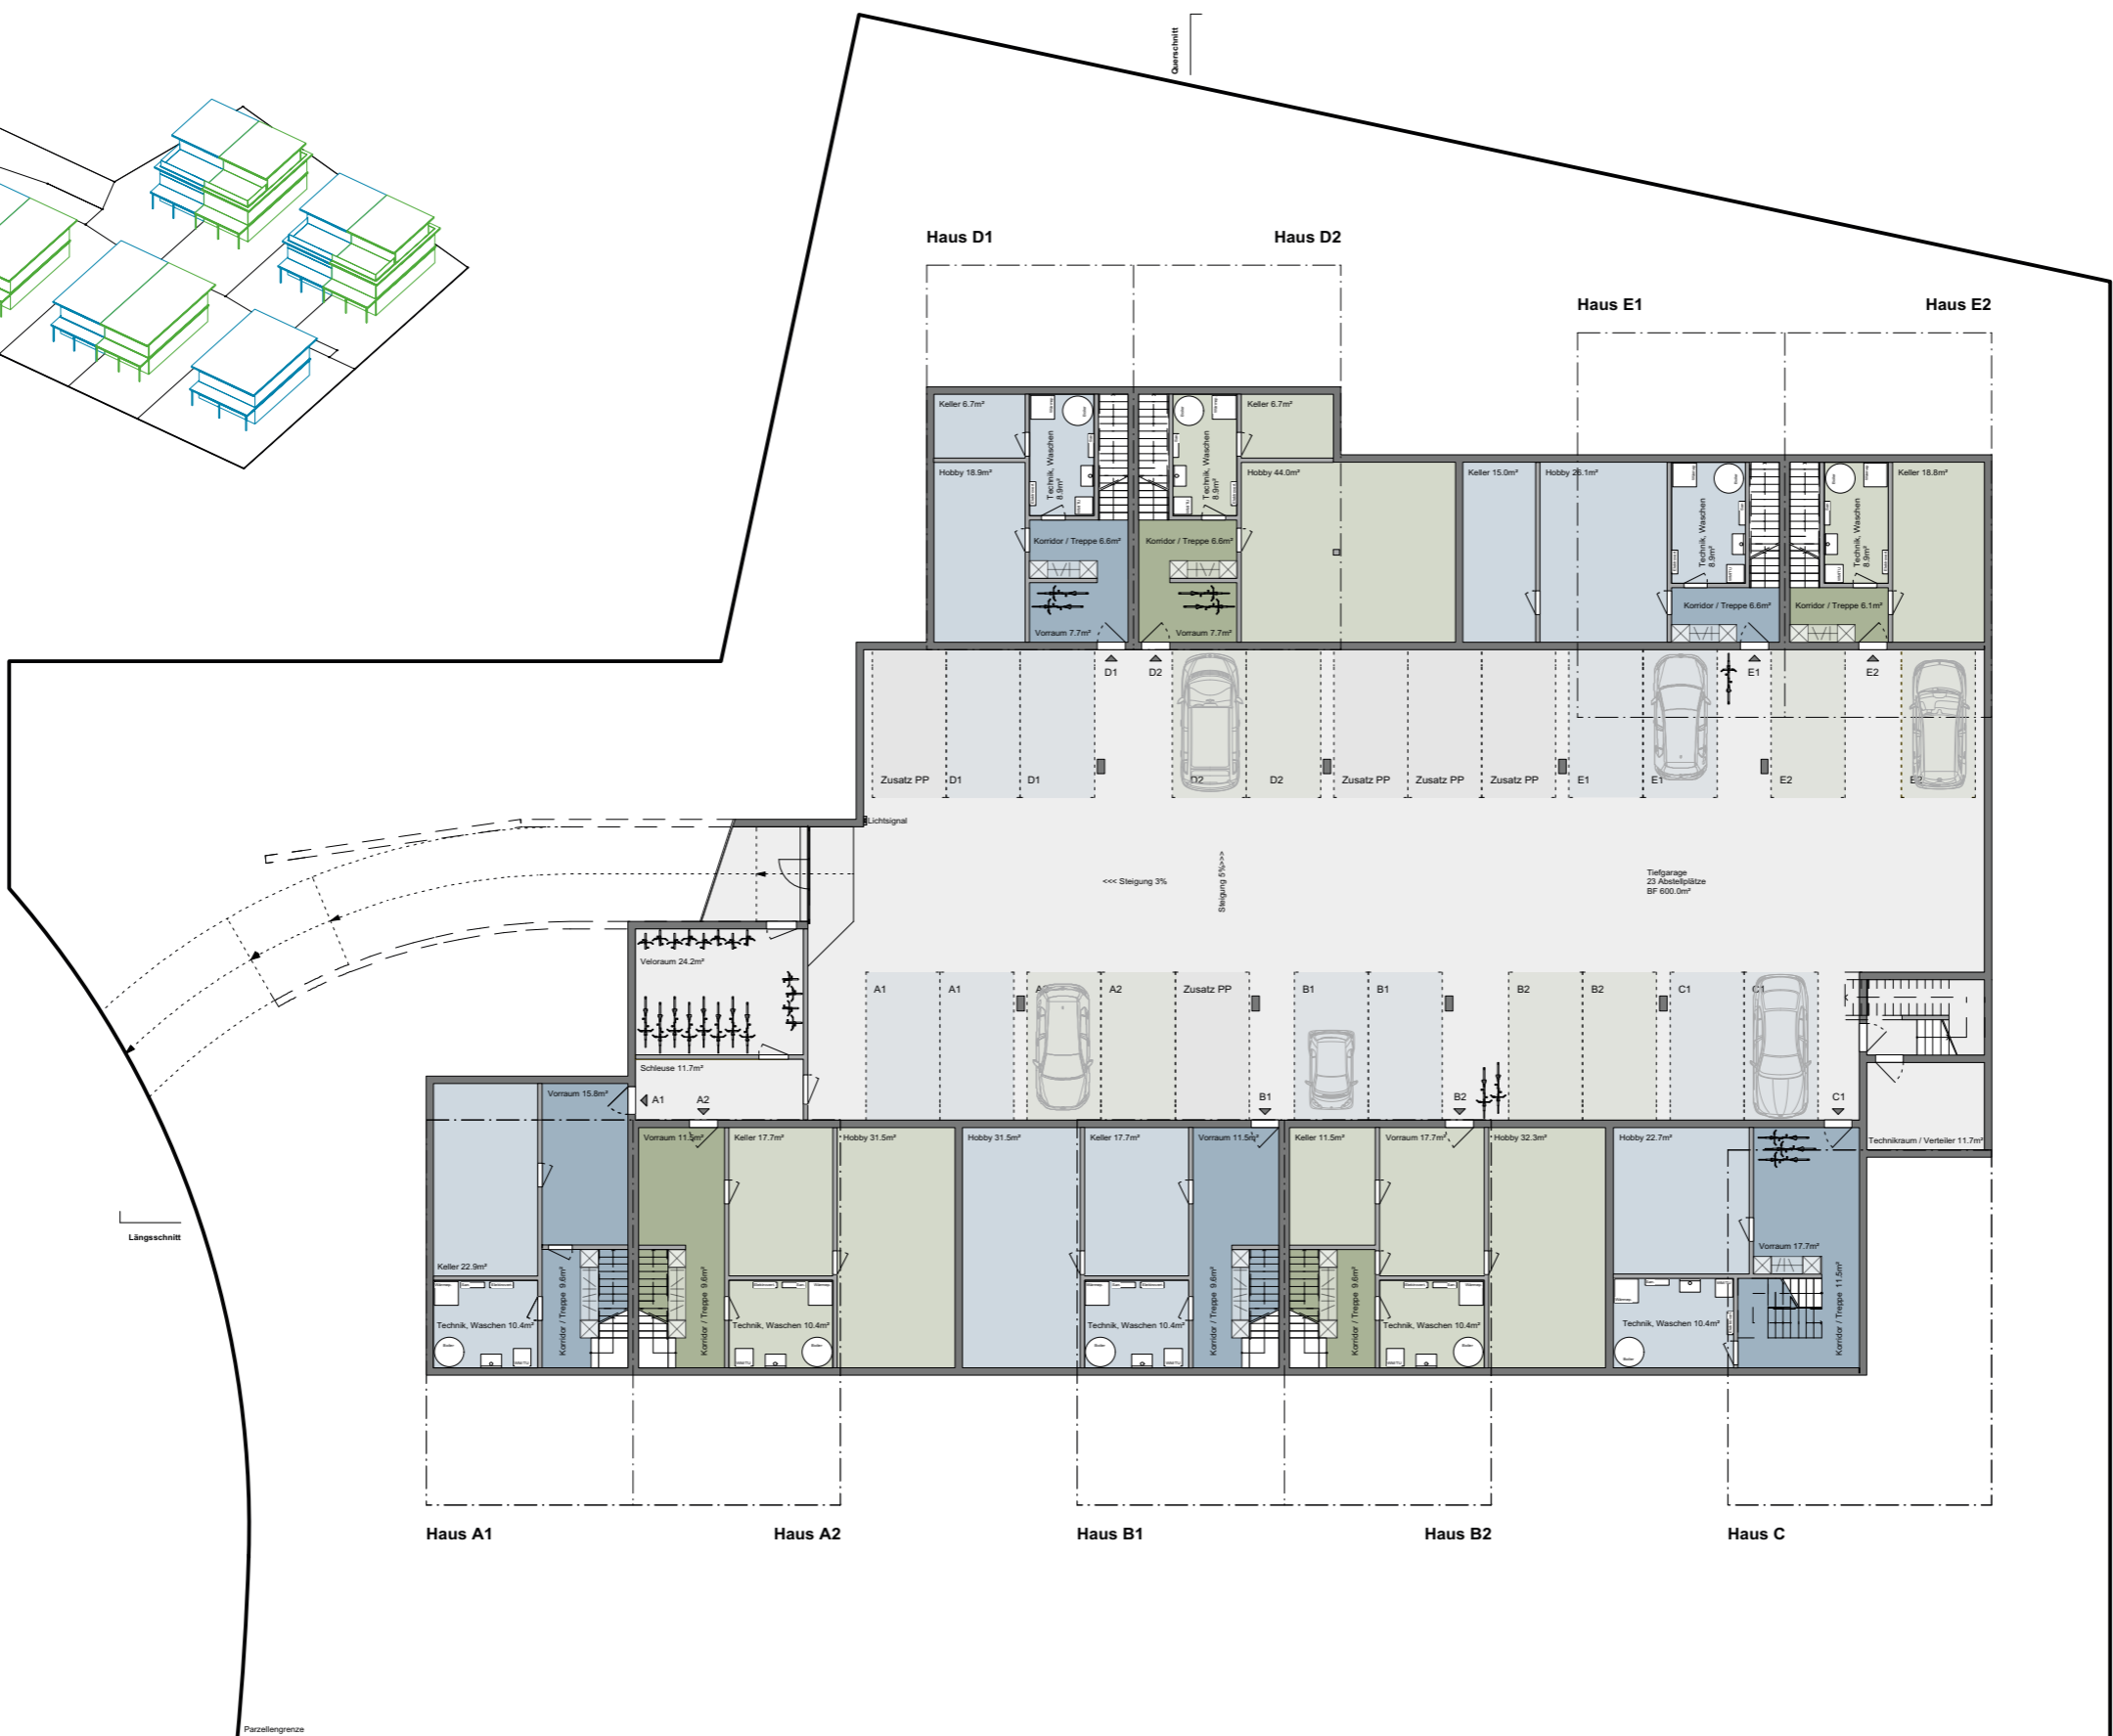 Querschnitt
Haus D1
Haus D2
Haus E1
Haus E2
Keller 6.7m²
Technik, Waschen
8.9m²
Technik, Waschen
8.9m²
Keller 6.7m²
Hobby 18.9m²
Hobby 44.0m²
Keller 15.0m²
Hobby 26.1m²
Technik, Waschen
8.9m²
Technik, Waschen
8.9m²
Keller 18.8m²
Korridor / Treppe 6.6m²
Korridor / Treppe 6.6m²
Korridor / Treppe 6.6m²
Korridor / Treppe 6.1m²
Vorraum 7.7m²
Vorraum 7.7m²
D1
D2
E1
E2
Zusatz PP
D1
D1
D2
D2
Zusatz PP
Zusatz PP
Zusatz PP
E1
E1
E2
E2
Lichtsignal
<<< Steigung 3%
Steigung 5%>>>
Tiefgarage
23 Abstellplätze
BF 600.0m²
Veloraum 24.2m²
A1
A1
A2
A2
Zusatz PP
B1
B1
B2
B2
C1
C1
Schleuse 11.7m²
A1
A2
B1
B2
C1
Vorraum 15.8m²
Vorraum 11.5m²
Keller 17.7m²
Hobby 31.5m²
Hobby 31.5m²
Keller 17.7m²
Vorraum 11.5m²
Keller 11.5m²
Vorraum 17.7m²
Hobby 32.3m²
Hobby 22.7m²
Technikraum / Verteiler 11.7m²
Längsschnitt
Keller 22.9m²
Vorraum 17.7m²
Technik, Waschen 10.4m²
Korridor / Treppe 9.6m²
Korridor / Treppe 9.6m²
Technik, Waschen 10.4m²
Technik, Waschen 10.4m²
Korridor / Treppe 9.6m²
Korridor / Treppe 9.6m²
Technik, Waschen 10.4m²
Technik, Waschen 10.4m²
Korridor / Treppe 11.5m²
Haus A1
Haus A2
Haus B1
Haus B2
Haus C
Parzellengrenze